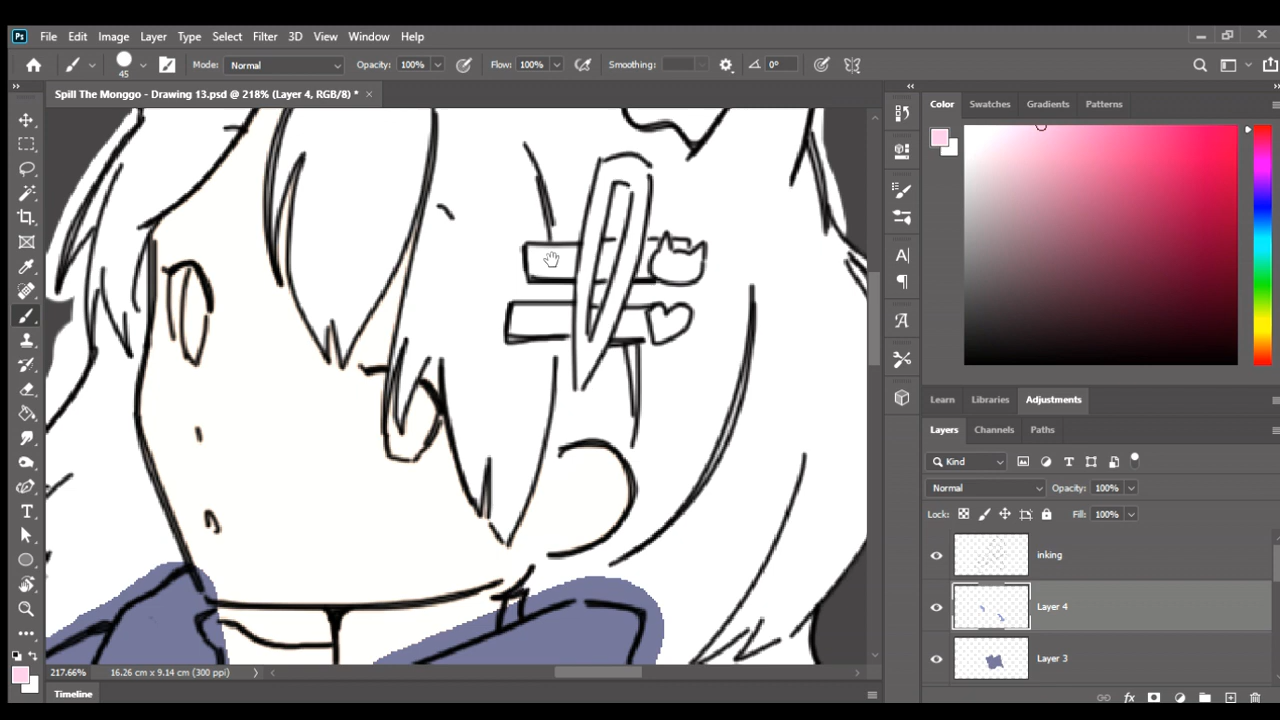 Ps File Edit Image Layer Type Select Filter 3D View Window Help
45 Mode: Normal Opacity: 100% Flow: 100% Smoothing: 0°
Spill The Monggo - Drawing 13.psd @ 218% (Layer 4, RGB/8) * ×
Color Swatches Gradients Patterns
Learn Libraries Adjustments
Layers Channels Paths
Kind
Normal Opacity: 100%
Lock: Fill: 100%
inking
Layer 4
Layer 3
217.66% 16.26 cm x 9.14 cm (300 ppi)
fx
Timeline